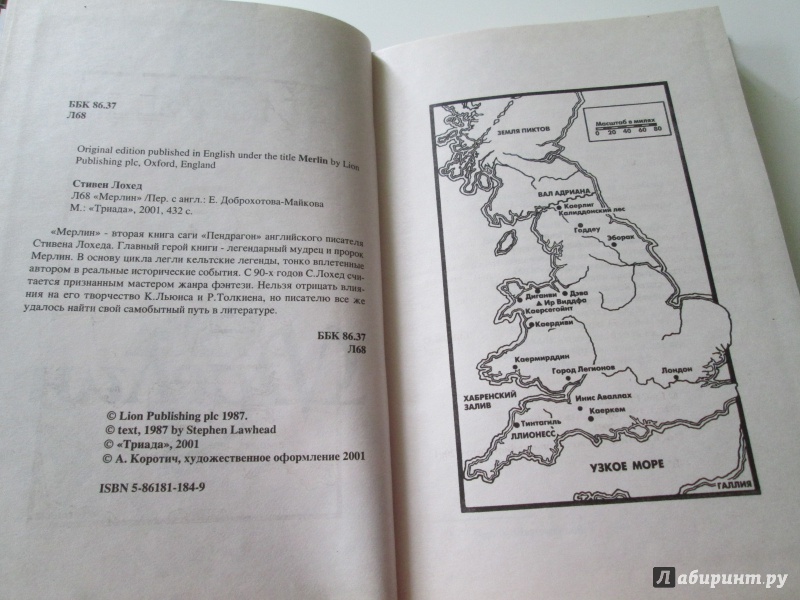 ББК 86.37
Л68
Original edition published in English under the title Merlin by Lion
Publishing plc, Oxford, England
Стивен Лохед
Л68 «Мерлин» /Пер. с англ.: Е. Доброхотова-Майкова
М.: «Триада», 2001, 432 с.
«Мерлин» - вторая книга саги «Пендрагон» английского писателя
Стивена Лохеда. Главный герой книги - легендарный мудрец и пророк
Мерлин. В основу цикла легли кельтские легенды, тонко вплетенные
автором в реальные исторические события. С 90-х годов С.Лохед счи-
тается признанным мастером жанра фэнтези. Нельзя отрицать влия-
ния на его творчество К.Льюиса и Р.Толкиена, но писателю все же
удалось найти свой самобытный путь в литературе.
ББК 86.37
Л68
© Lion Publishing plc 1987.
© text, 1987 by Stephen Lawhead
© «Триада», 2001
© А. Коротич, художественное оформление 2001
ISBN 5-86181-184-9
Масштаб в милях
0 20 40 60 80
ЗЕМЛЯ ПИКТОВ
ВАЛ АДРИАНА
Каерлиг
Калиддонский лес
Годдеу
Эборак
Диганви
Дэва
Ир Виддфа
Каерсегойнт
Каердиви
Каермирддин
Город Легионов
Лондон
ХАБРЕНСКИЙ
ЗАЛИВ
Инис Аваллах
Каеркем
Тинтагиль
ЛЛИОНЕСС
УЗКОЕ МОРЕ
ГАЛЛИЯ
Лабиринт.ру